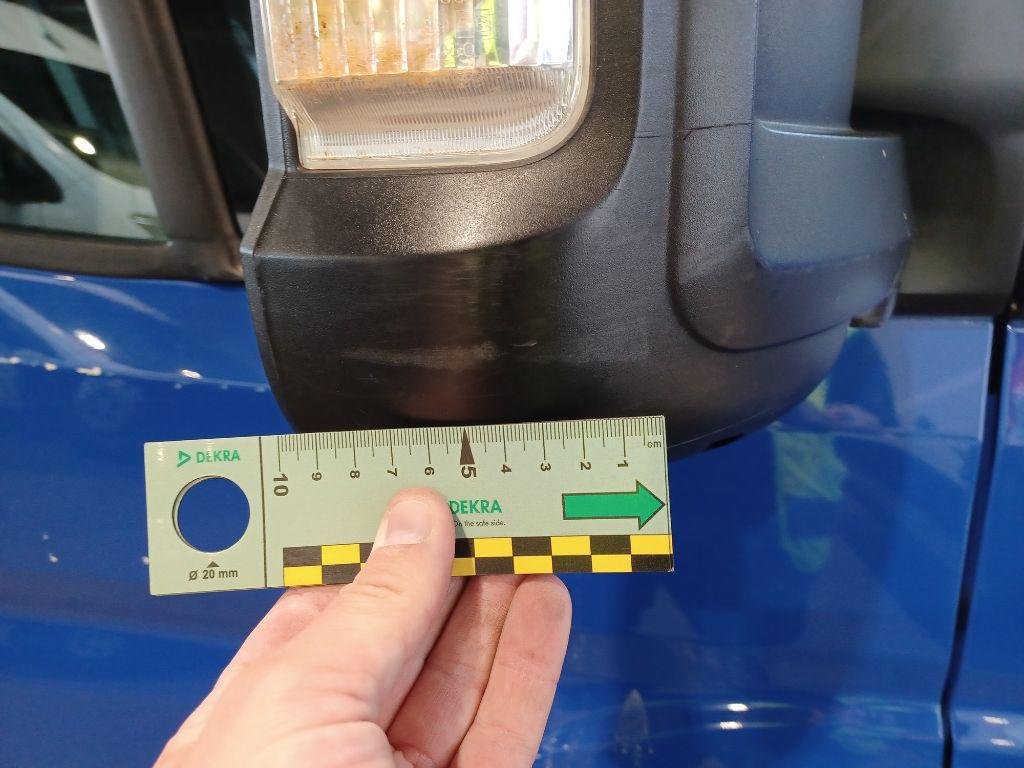 DEKRA
cm
10 9 8 7 6 5 4 3 2 1
DEKRA
On the safe side.
Ø 20 mm